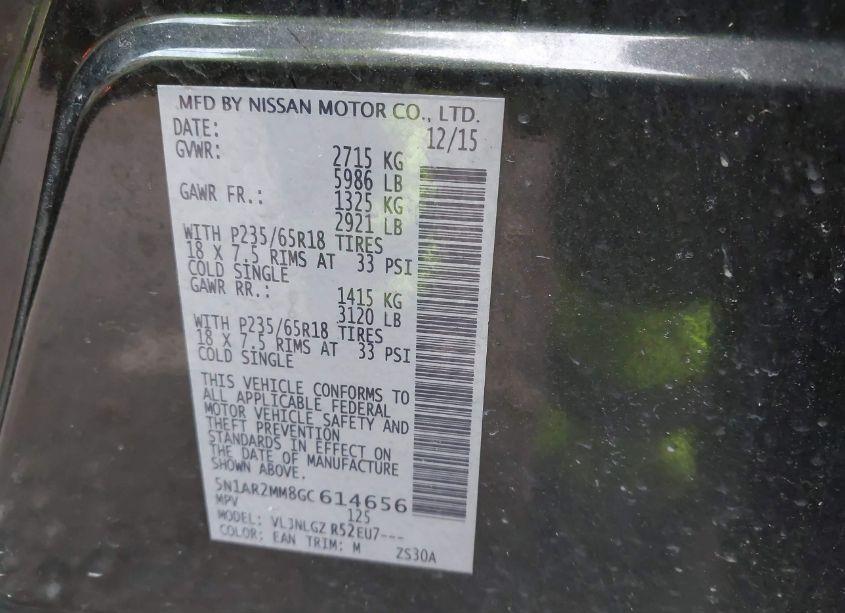 MFD BY NISSAN MOTOR CO., LTD.
DATE: 12/15
GVWR: 2715 KG
5986 LB
GAWR FR.: 1325 KG
2921 LB
WITH P235/65R18 TIRES
18 X 7.5 RIMS AT 33 PSI
COLD SINGLE
GAWR RR.: 1415 KG
3120 LB
WITH P235/65R18 TIRES
18 X 7.5 RIMS AT 33 PSI
COLD SINGLE
THIS VEHICLE CONFORMS TO
ALL APPLICABLE FEDERAL
MOTOR VEHICLE SAFETY AND
THEFT PREVENTION
STANDARDS IN EFFECT ON
THE DATE OF MANUFACTURE
SHOWN ABOVE.
5N1AR2MM8GC614656
MPV 125
MODEL: VLJNLGZ R52EU7---
COLOR: EAN TRIM: M ZS30A